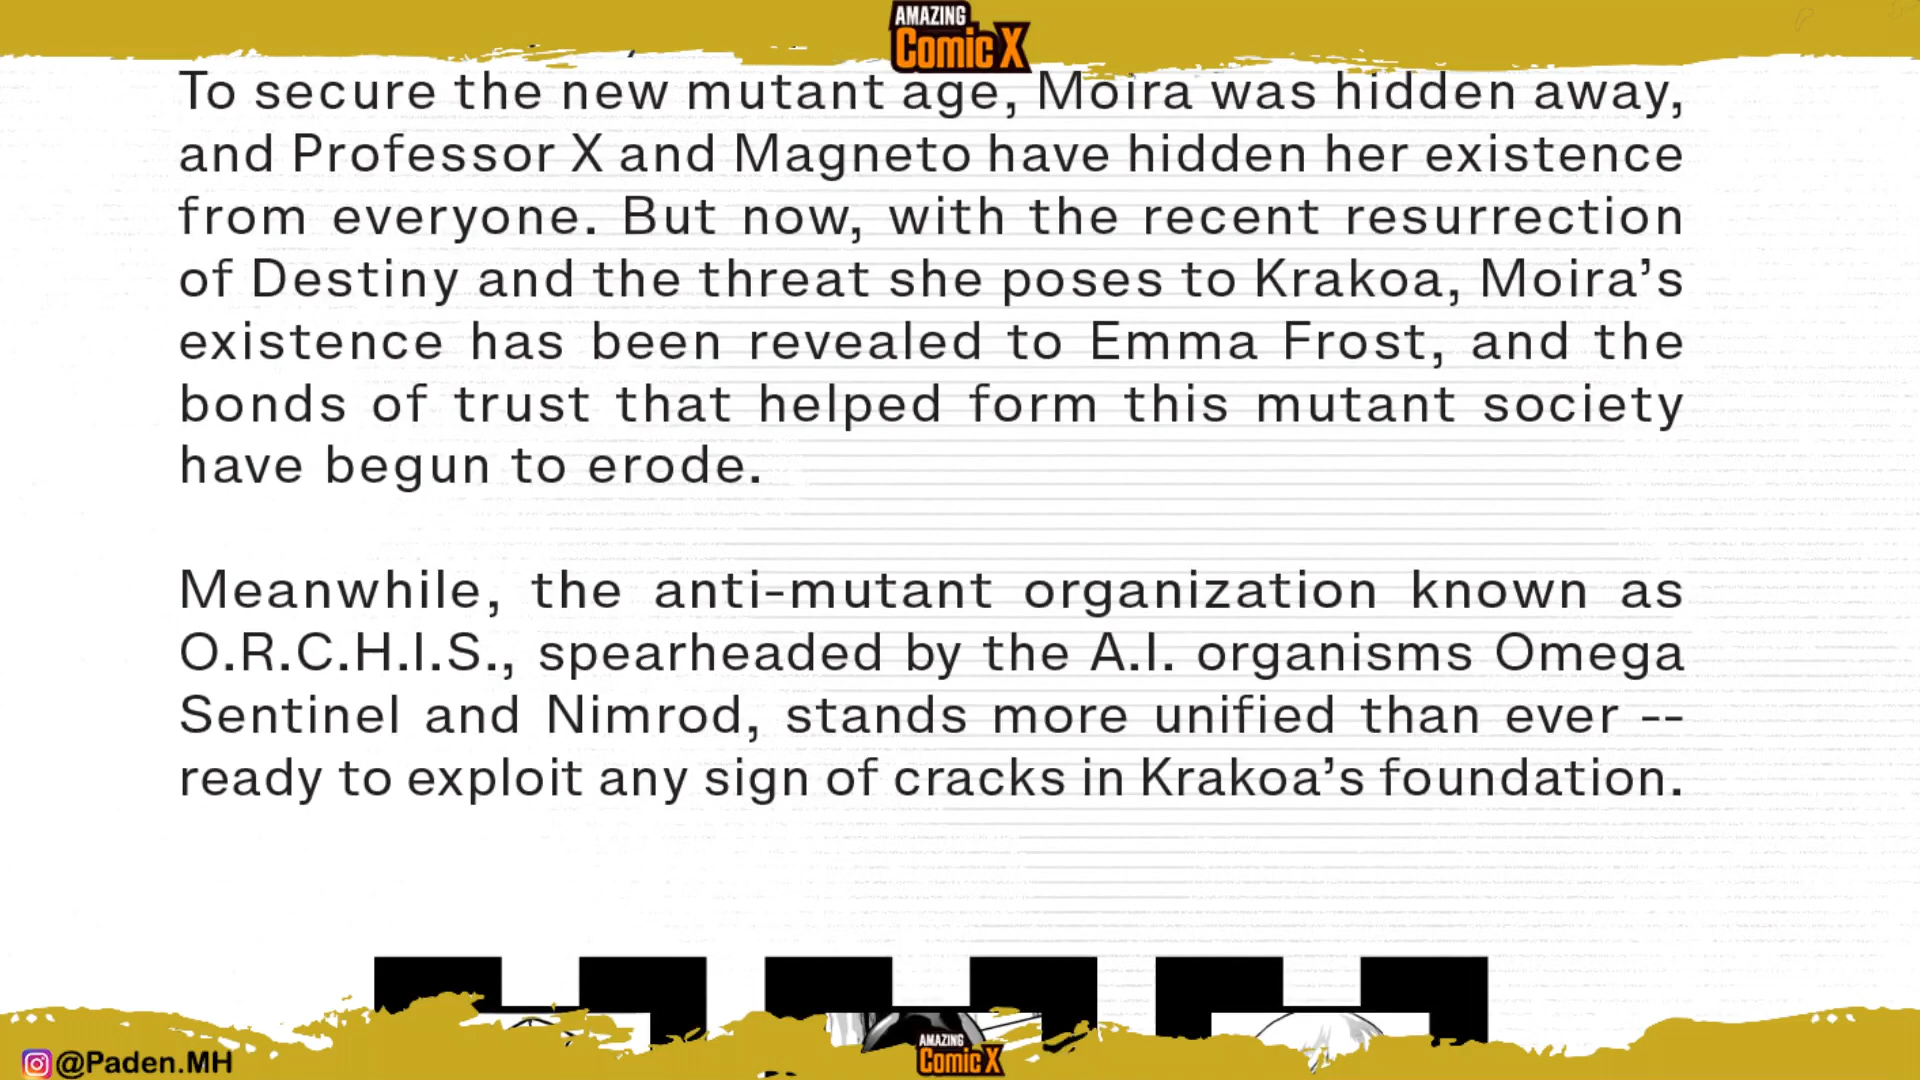 AMAZING
Comic X
To secure the new mutant age, Moira was hidden away,
and Professor X and Magneto have hidden her existence
from everyone. But now, with the recent resurrection
of Destiny and the threat she poses to Krakoa, Moira’s
existence has been revealed to Emma Frost, and the
bonds of trust that helped form this mutant society
have begun to erode.
Meanwhile, the anti-mutant organization known as
O.R.C.H.I.S., spearheaded by the A.I. organisms Omega
Sentinel and Nimrod, stands more unified than ever --
ready to exploit any sign of cracks in Krakoa’s foundation.
AMAZING
Comic X
@Paden.MH